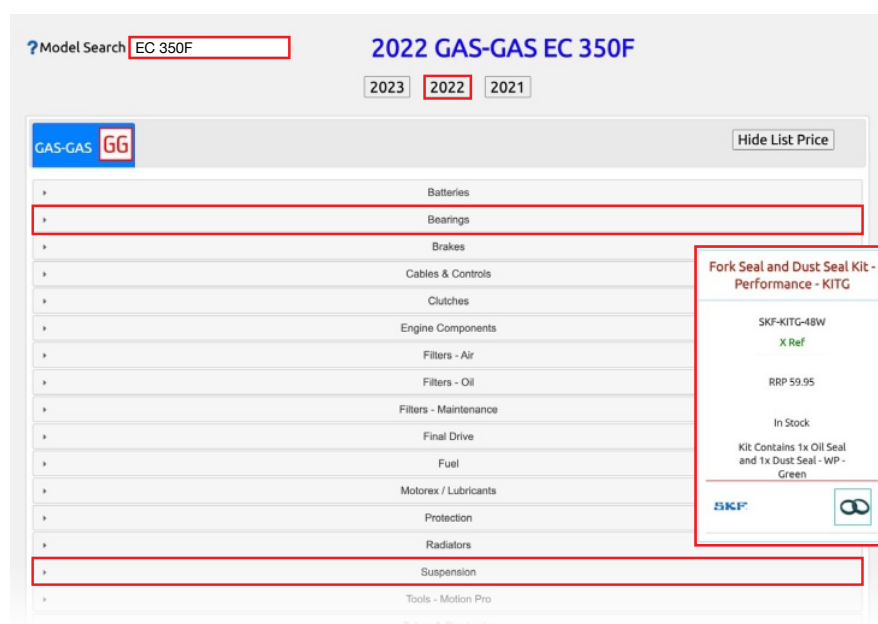 ?Model Search EC 350F
2022 GAS-GAS EC 350F
2023 2022 2021
GAS-GAS GG
Hide List Price
Batteries
Bearings
Brakes
Cables & Controls
Clutches
Engine Components
Filters - Air
Filters - Oil
Filters - Maintenance
Final Drive
Fuel
Motorex / Lubricants
Protection
Radiators
Suspension
Tools - Motion Pro
Fork Seal and Dust Seal Kit -
Performance - KITG
SKF-KITG-48W
X Ref
RRP 59.95
In Stock
Kit Contains 1x Oil Seal
and 1x Dust Seal - WP -
Green
SKF